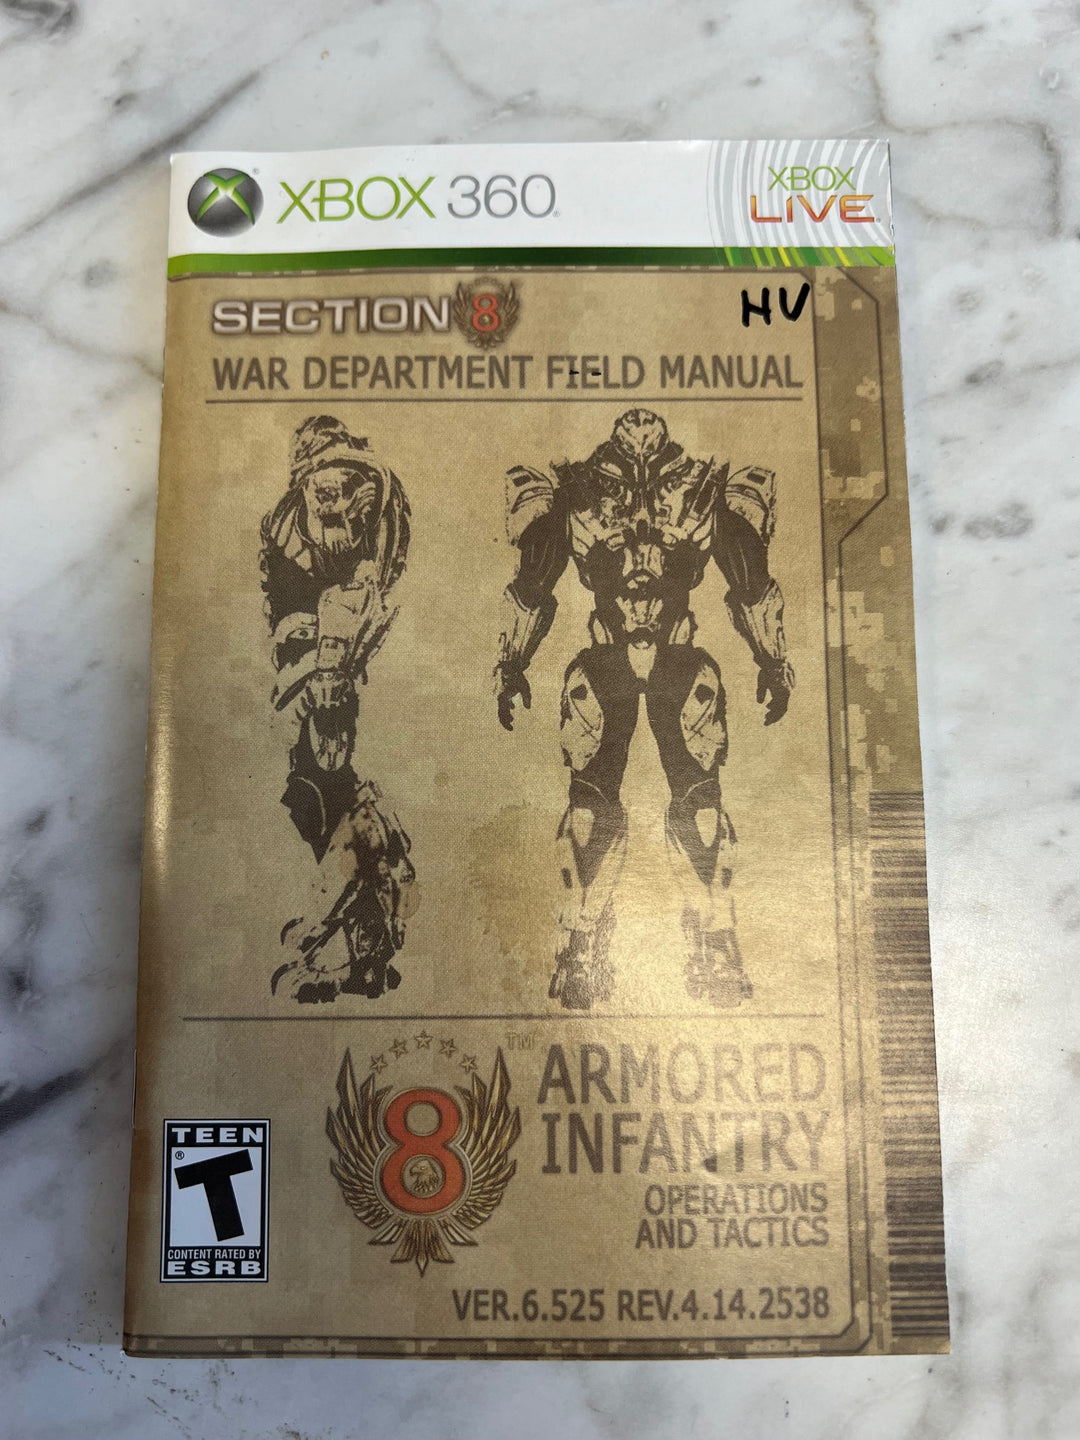 XBOX 360®
XBOX
LIVE®
SECTION 8
HV
WAR DEPARTMENT FIELD MANUAL
8
TM
ARMORED
INFANTRY
OPERATIONS
AND TACTICS
TEEN
®
T
CONTENT RATED BY
ESRB
VER.6.525 REV.4.14.2538